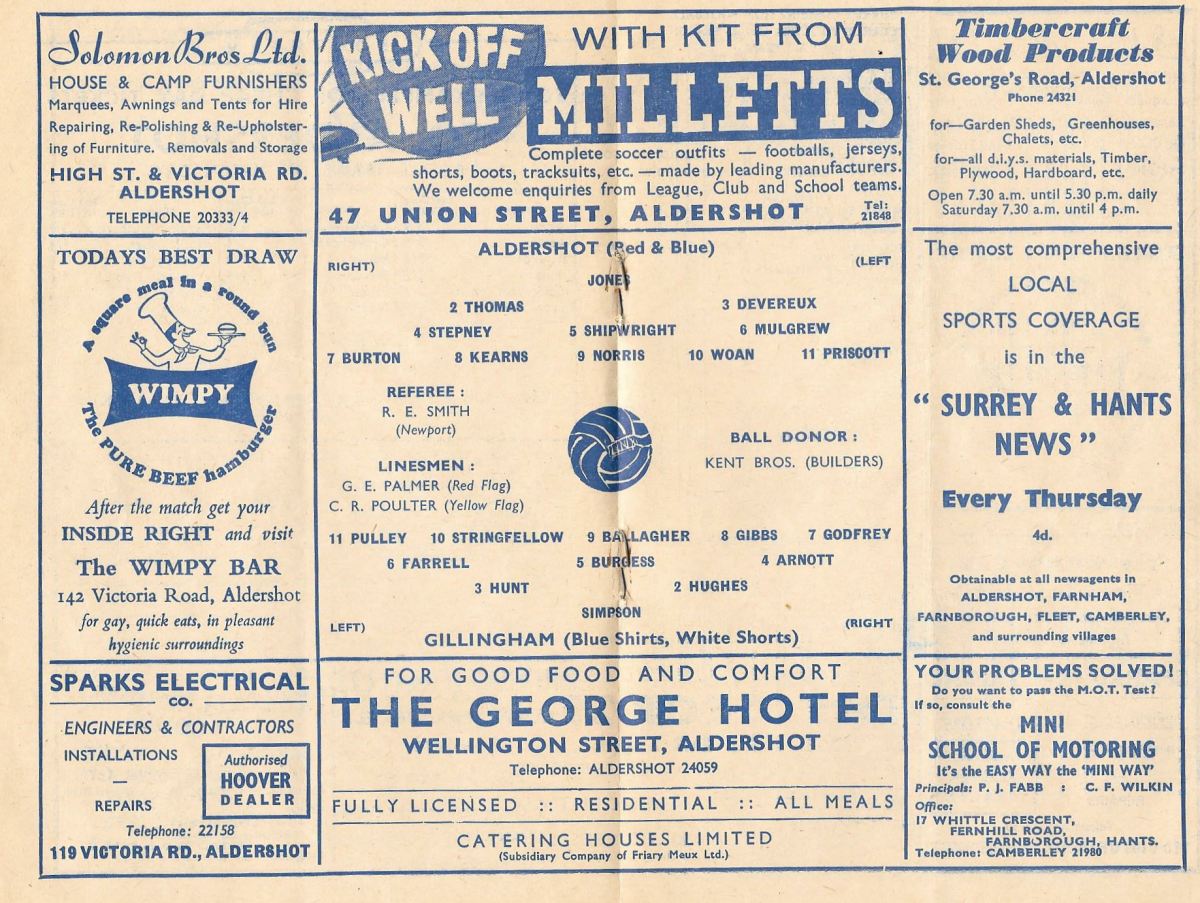 Solomon Bros Ltd.
HOUSE & CAMP FURNISHERS
Marquees, Awnings and Tents for Hire
Repairing, Re-Polishing & Re-Upholster-
ing of Furniture. Removals and Storage
HIGH ST. & VICTORIA RD.
ALDERSHOT
TELEPHONE 20333/4
TODAYS BEST DRAW
A square meal in a round bun
WIMPY
The PURE BEEF hamburger
After the match get your
INSIDE RIGHT and visit
The WIMPY BAR
142 Victoria Road, Aldershot
for gay, quick eats, in pleasant
hygienic surroundings
SPARKS ELECTRICAL
CO.
ENGINEERS & CONTRACTORS
INSTALLATIONS
—
REPAIRS
Authorised
HOOVER
DEALER
Telephone: 22158
119 VICTORIA RD., ALDERSHOT
KICK OFF
WELL
WITH KIT FROM
MILLETTS
Complete soccer outfits — footballs, jerseys,
shorts, boots, tracksuits, etc. — made by leading manufacturers.
We welcome enquiries from League, Club and School teams.
47 UNION STREET, ALDERSHOT
Tel:
21848
ALDERSHOT (Red & Blue)
RIGHT) (LEFT
JONES
2 THOMAS 3 DEVEREUX
4 STEPNEY 5 SHIPWRIGHT 6 MULGREW
7 BURTON 8 KEARNS 9 NORRIS 10 WOAN 11 PRISCOTT
REFEREE :
R. E. SMITH
(Newport)
LINESMEN :
G. E. PALMER (Red Flag)
C. R. POULTER (Yellow Flag)
BALL DONOR :
KENT BROS. (BUILDERS)
11 PULLEY 10 STRINGFELLOW 9 BALLAGHER 8 GIBBS 7 GODFREY
6 FARRELL 5 BURGESS 4 ARNOTT
3 HUNT 2 HUGHES
SIMPSON
LEFT) (RIGHT
GILLINGHAM (Blue Shirts, White Shorts)
FOR GOOD FOOD AND COMFORT
THE GEORGE HOTEL
WELLINGTON STREET, ALDERSHOT
Telephone: ALDERSHOT 24059
FULLY LICENSED :: RESIDENTIAL :: ALL MEALS
CATERING HOUSES LIMITED
(Subsidiary Company of Friary Meux Ltd.)
Timbercraft
Wood Products
St. George's Road, Aldershot
Phone 24321
for—Garden Sheds, Greenhouses,
Chalets, etc.
for—all d.i.y.s. materials, Timber,
Plywood, Hardboard, etc.
Open 7.30 a.m. until 5.30 p.m. daily
Saturday 7.30 a.m. until 4 p.m.
The most comprehensive
LOCAL
SPORTS COVERAGE
is in the
" SURREY & HANTS
NEWS "
Every Thursday
4d.
Obtainable at all newsagents in
ALDERSHOT, FARNHAM,
FARNBOROUGH, FLEET, CAMBERLEY,
and surrounding villages
YOUR PROBLEMS SOLVED!
Do you want to pass the M.O.T. Test?
If so, consult the
MINI
SCHOOL OF MOTORING
It's the EASY WAY the 'MINI WAY'
Principals: P. J. FABB : C. F. WILKIN
Office:
17 WHITTLE CRESCENT,
FERNHILL ROAD,
FARNBOROUGH, HANTS.
Telephone: CAMBERLEY 21980